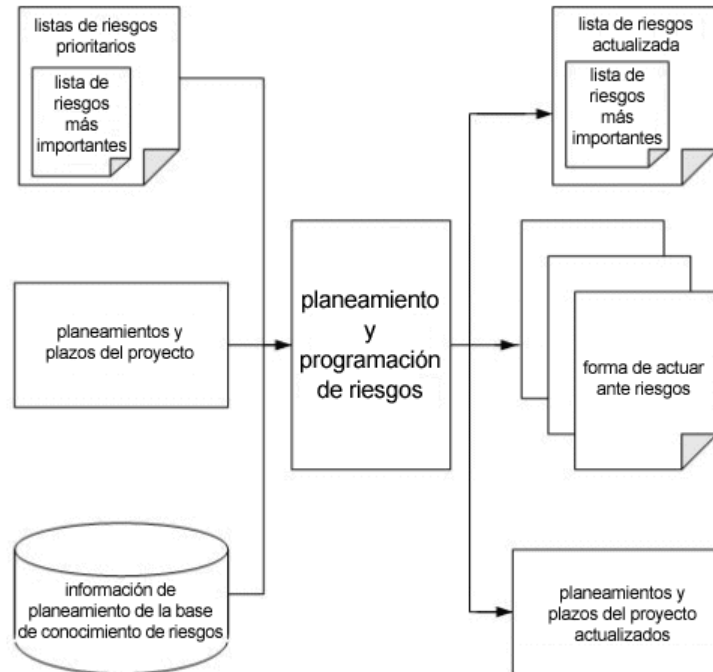 listas de riesgos
prioritarios
lista de
riesgos
más
importantes
planeamientos y
plazos del proyecto
información de
planeamiento de la base
de conocimiento de riesgos
planeamiento
y
programación
de riesgos
lista de riesgos
actualizada
lista de
riesgos
más
importantes
forma de actuar
ante riesgos
planeamientos y
plazos del proyecto
actualizados